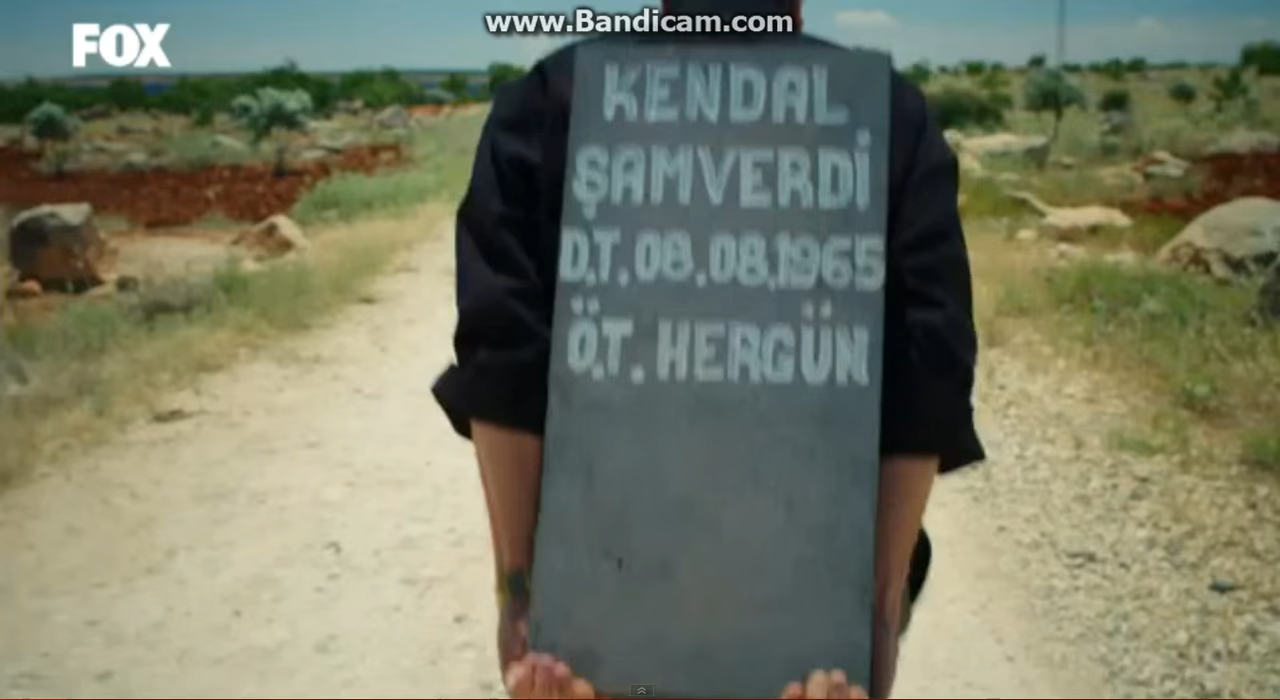 www.Bandicam.com
FOX
KENDAL
ŞAMVERDİ
D.T. 08.08.1965
Ö.T. HERGÜN